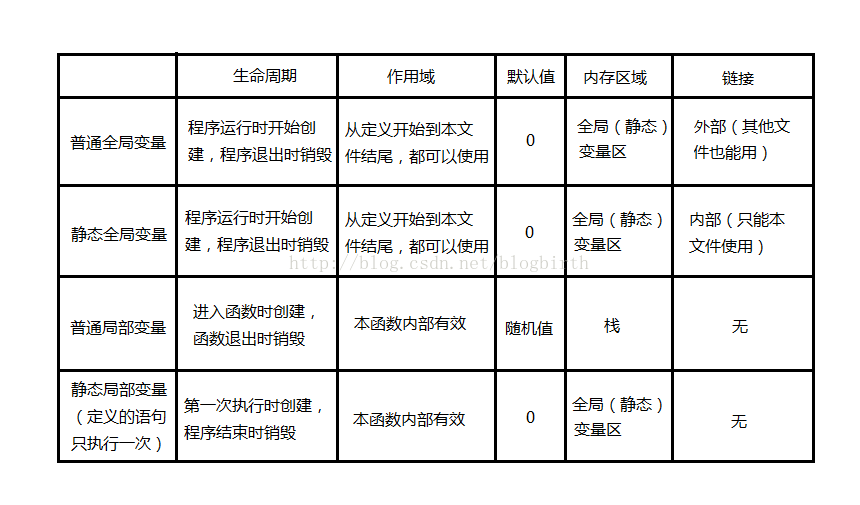 生命周期
作用域
默认值
内存区域
链接
普通全局变量
程序运行时开始创
建，程序退出时销毁
从定义开始到本文
件结尾，都可以使用
0
全局（静态）
变量区
外部（其他文
件也能用）
静态全局变量
程序运行时开始创
建，程序退出时销毁
从定义开始到本文
件结尾，都可以使用
0
全局（静态）
变量区
内部（只能本
文件使用）
http://blog.csdn.net/blogbirth
普通局部变量
进入函数时创建，
函数退出时销毁
本函数内部有效
随机值
栈
无
静态局部变量
（定义的语句
只执行一次）
第一次执行时创建，
程序结束时销毁
本函数内部有效
0
全局（静态）
变量区
无